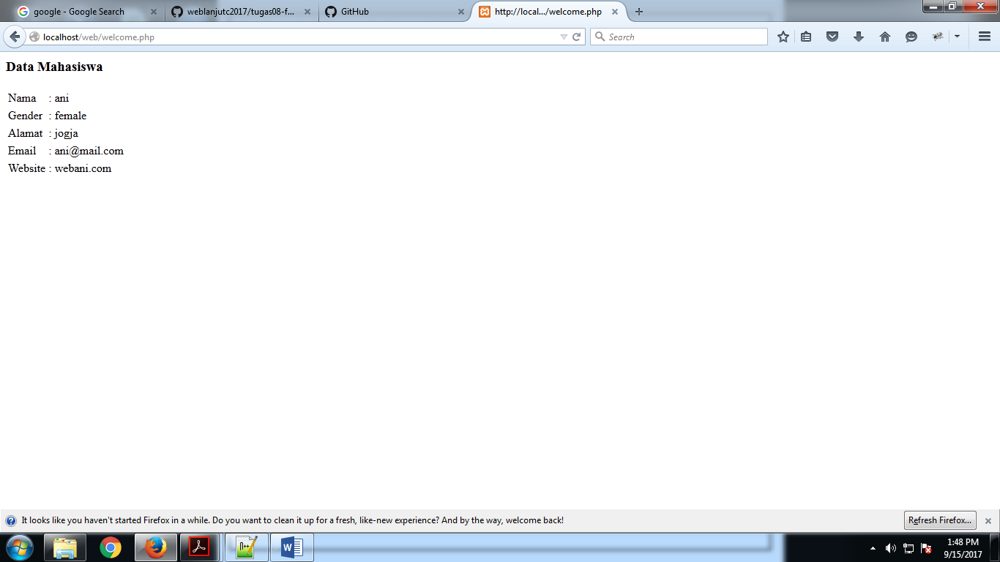 google - Google Search
weblanjutc2017/tugas08-f...
GitHub
http://local.../welcome.php
localhost/web/welcome.php
Search
Data Mahasiswa
Nama : ani
Gender : female
Alamat : jogja
Email : ani@mail.com
Website : webani.com
It looks like you haven't started Firefox in a while. Do you want to clean it up for a fresh, like-new experience? And by the way, welcome back!
Refresh Firefox...
1:48 PM
9/15/2017